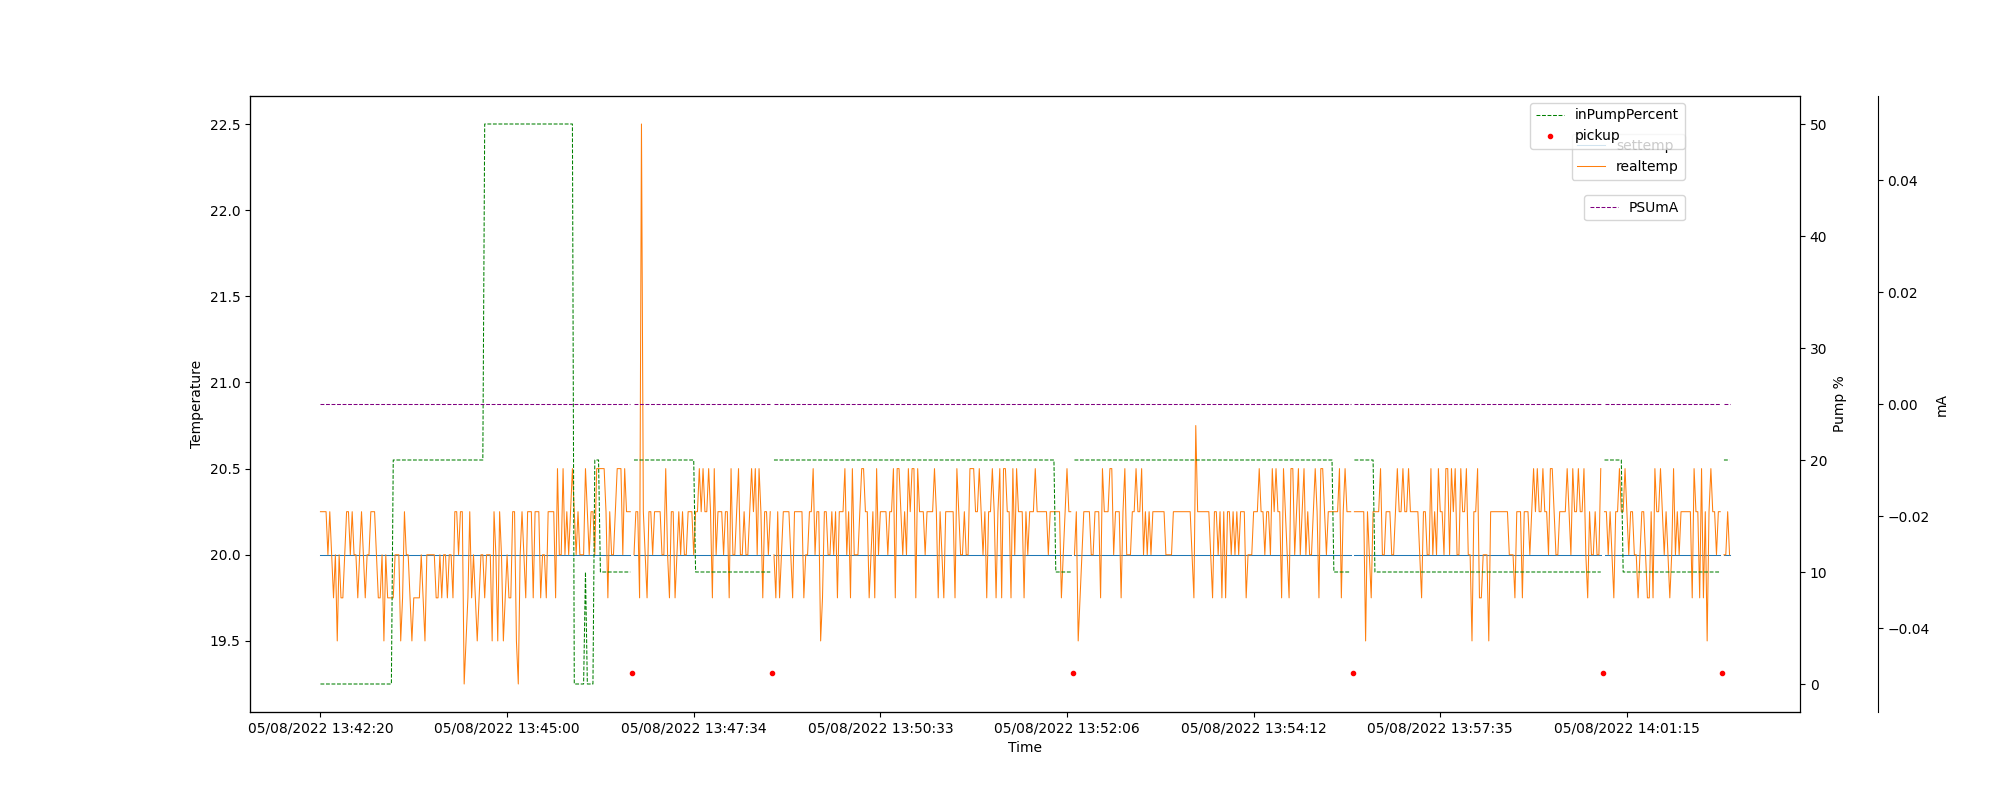 inPumpPercent
pickup
settemp
realtemp
PSUmA
22.5
22.0
21.5
21.0
20.5
20.0
19.5
Temperature
50
40
30
20
10
0
Pump %
0.04
0.02
0.00
−0.02
−0.04
mA
05/08/2022 13:42:20
05/08/2022 13:45:00
05/08/2022 13:47:34
05/08/2022 13:50:33
05/08/2022 13:52:06
05/08/2022 13:54:12
05/08/2022 13:57:35
05/08/2022 14:01:15
Time